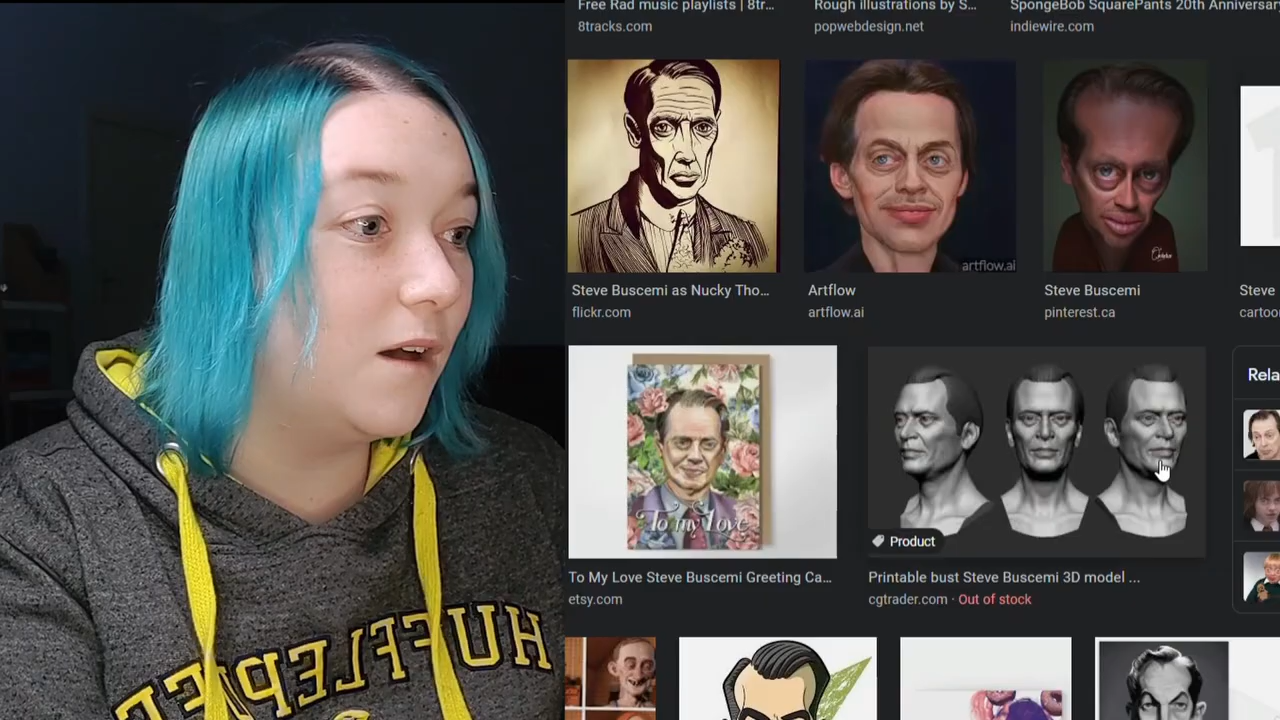 Free Rad music playlists | 8tr...
8tracks.com
Rough illustrations by S...
popwebdesign.net
SpongeBob SquarePants 20th Anniversary
indiewire.com
artflow.ai
Steve Buscemi as Nucky Tho...
flickr.com
Artflow
artflow.ai
Steve Buscemi
pinterest.ca
Steve
cartoo
To my Love
Product
Rela
To My Love Steve Buscemi Greeting Ca...
etsy.com
Printable bust Steve Buscemi 3D model ...
cgtrader.com · Out of stock
HUFFLEPUFF